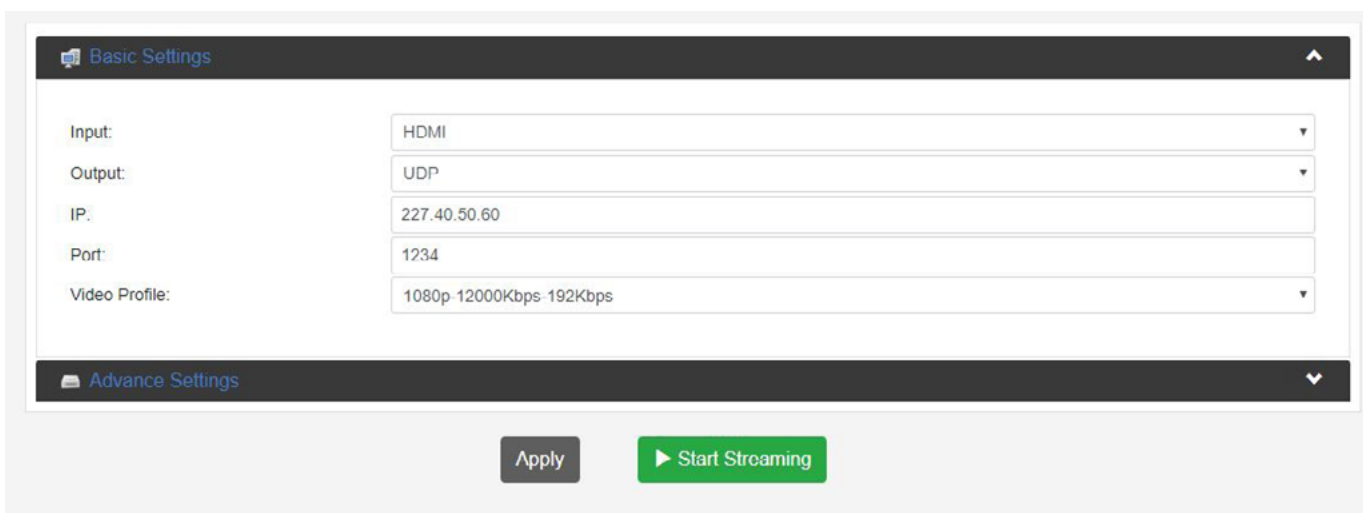 Basic Settings
Input: HDMI
Output: UDP
IP: 227.40.50.60
Port: 1234
Video Profile: 1080p-12000Kbps-192Kbps
Advance Settings
Apply Start Streaming